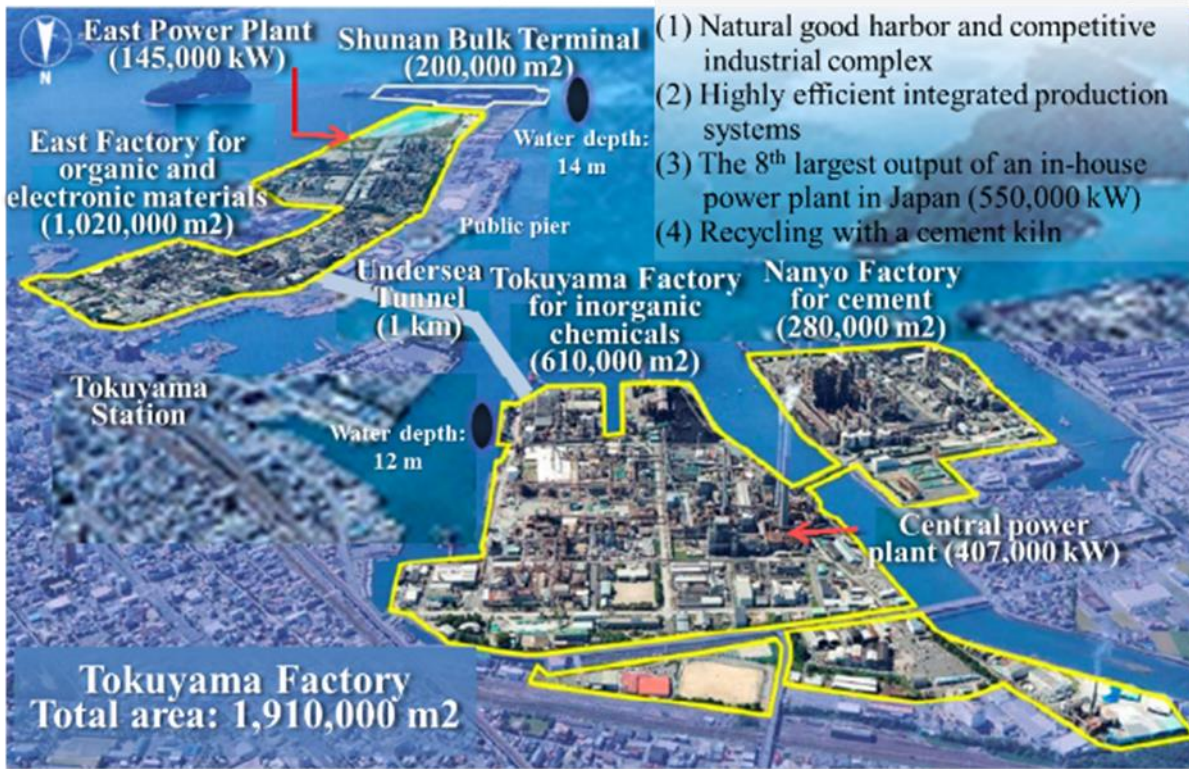 East Power Plant
(145,000 kW)
Shunan Bulk Terminal
(200,000 m2)
(1) Natural good harbor and competitive
industrial complex
(2) Highly efficient integrated production
systems
(3) The 8th largest output of an in-house
power plant in Japan (550,000 kW)
(4) Recycling with a cement kiln
N
Water depth:
14 m
East Factory for
organic and
electronic materials
(1,020,000 m2)
Public pier
Undersea
Tunnel
(1 km)
Tokuyama Factory
for inorganic
chemicals
(610,000 m2)
Nanyo Factory
for cement
(280,000 m2)
Tokuyama
Station
Water depth:
12 m
Central power
plant (407,000 kW)
Tokuyama Factory
Total area: 1,910,000 m2